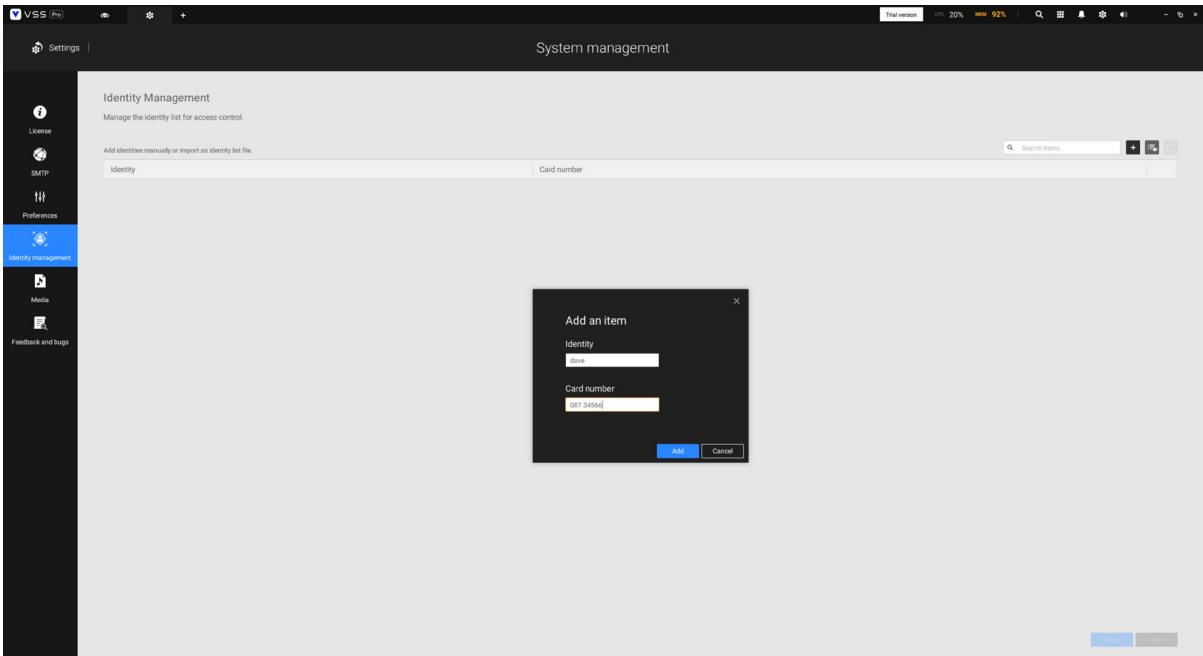 VSS Pro
+
Trial version
CPU 20%
MEM 92%
Settings
System management
License
SMTP
Preferences
Identity management
Media
Feedback and bugs
Identity Management
Manage the identity list for access control.
Add identities manually or import an identity list file.
Search items
Identity
Card number
Add an item
Identity
dave
Card number
087.34566
Add
Cancel
Cancel